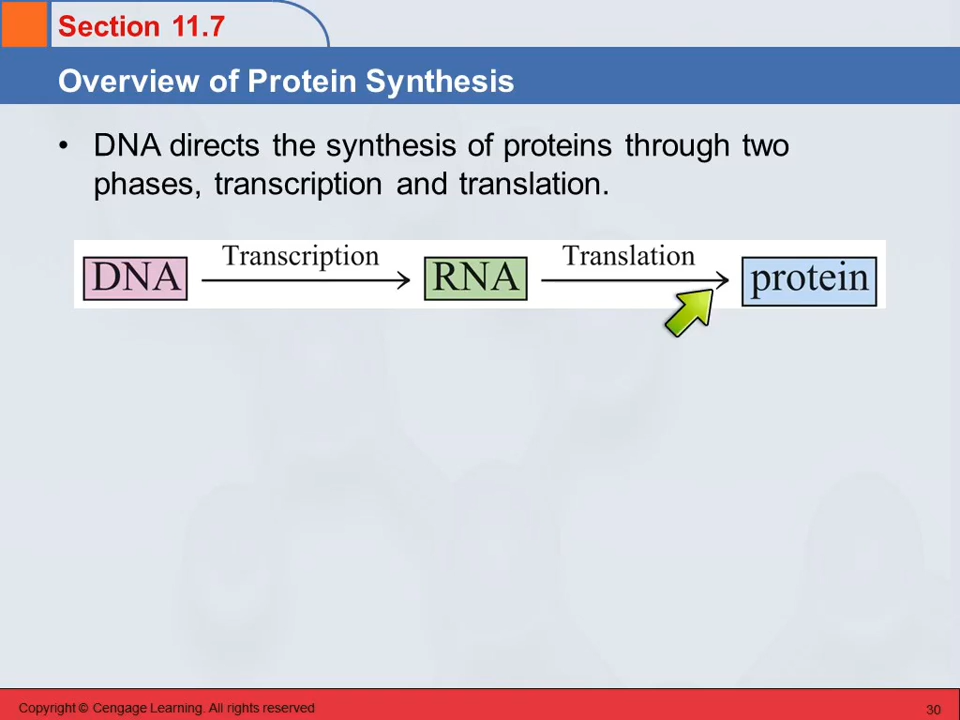 Section 11.7
Overview of Protein Synthesis
• DNA directs the synthesis of proteins through two
phases, transcription and translation.
Transcription Translation
DNA RNA protein
Copyright © Cengage Learning. All rights reserved 30